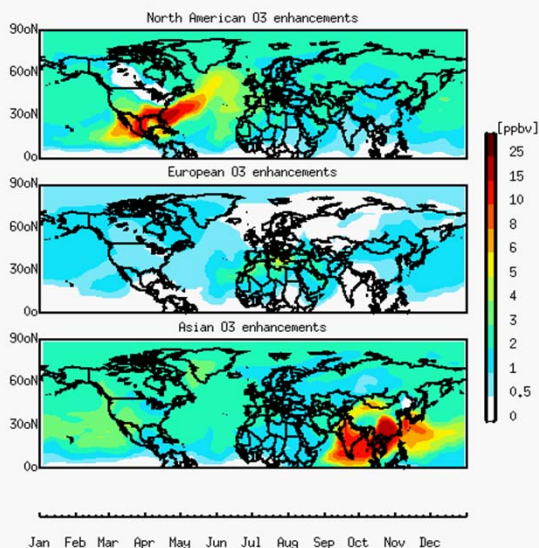 North American O3 enhancements
90oN
60oN
30oN
0o
[ppbv]
25
15
10
8
6
5
4
3
2
1
0.5
0
European O3 enhancements
90oN
60oN
30oN
0o
Asian O3 enhancements
90oN
60oN
30oN
0o
Jan Feb Mar Apr May Jun Jul Aug Sep Oct Nov Dec